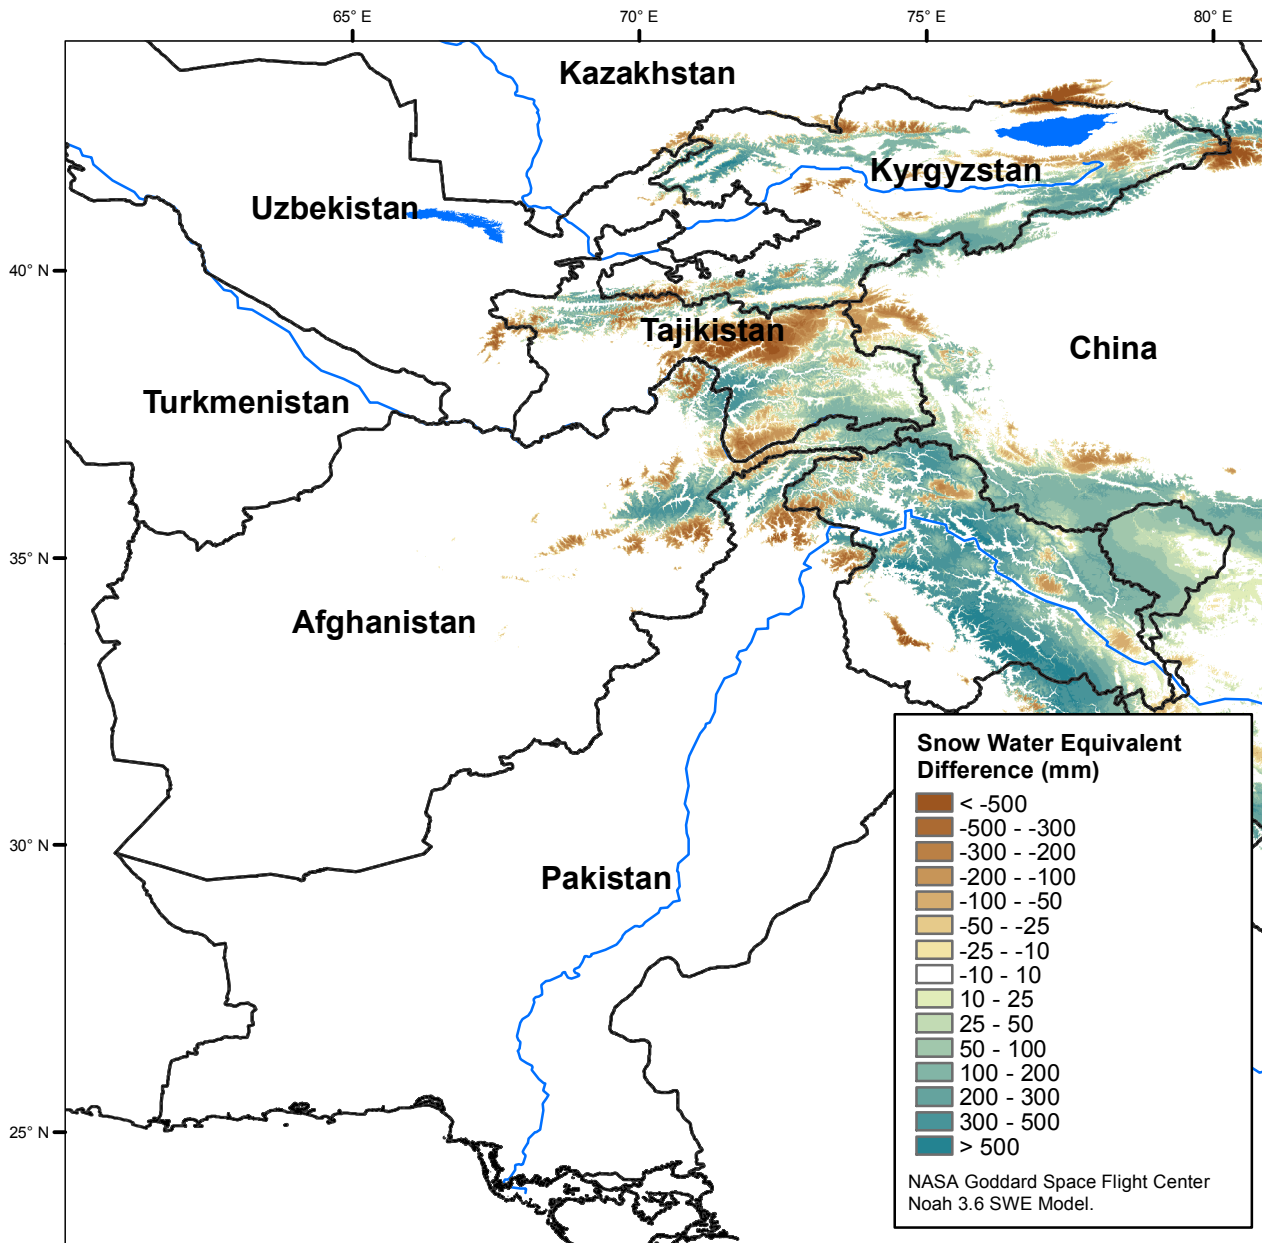 65° E
70° E
75° E
80° E
Kazakhstan
Kyrgyzstan
Uzbekistan
40° N
Tajikistan
China
Turkmenistan
35° N
Afghanistan
Snow Water Equivalent
Difference (mm)
< -500
-500 - -300
-300 - -200
-200 - -100
-100 - -50
-50 - -25
-25 - -10
-10 - 10
10 - 25
25 - 50
50 - 100
100 - 200
200 - 300
300 - 500
> 500
NASA Goddard Space Flight Center
Noah 3.6 SWE Model.
30° N
Pakistan
25° N